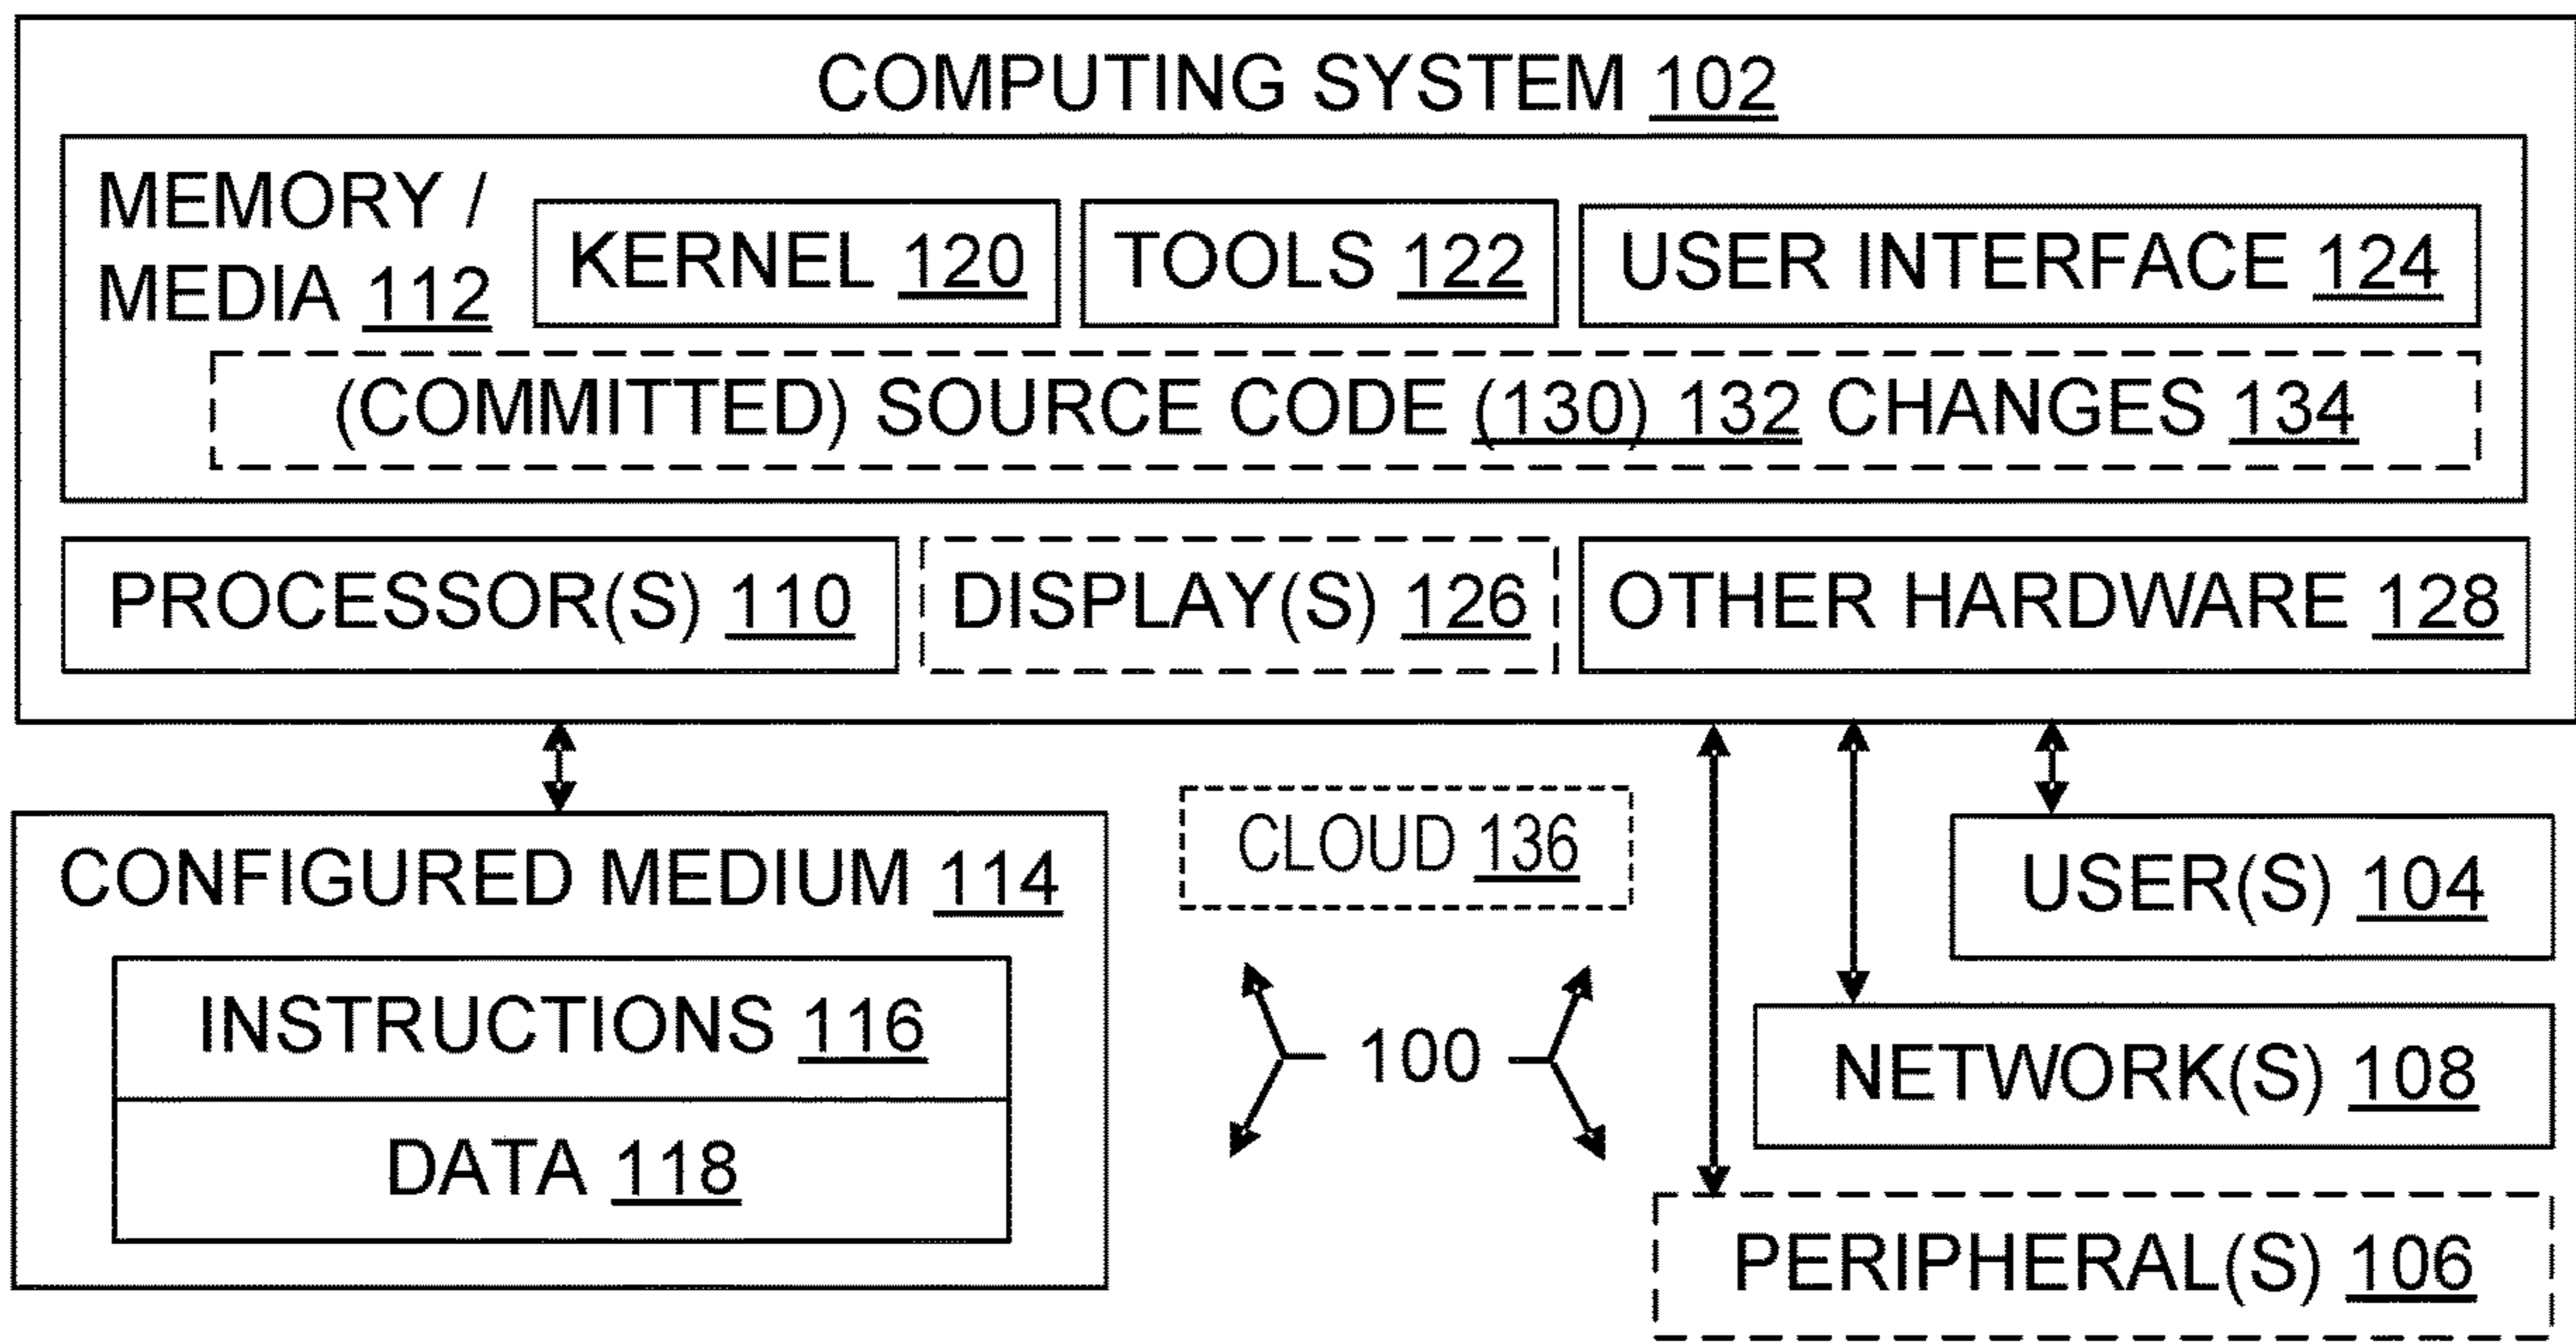 COMPUTING SYSTEM 102
MEMORY /
MEDIA 112
KERNEL 120
TOOLS 122
USER INTERFACE 124
(COMMITTED) SOURCE CODE (130) 132 CHANGES 134
PROCESSOR(S) 110
DISPLAY(S) 126
OTHER HARDWARE 128
CONFIGURED MEDIUM 114
INSTRUCTIONS 116
DATA 118
CLOUD 136
100
USER(S) 104
NETWORK(S) 108
PERIPHERAL(S) 106